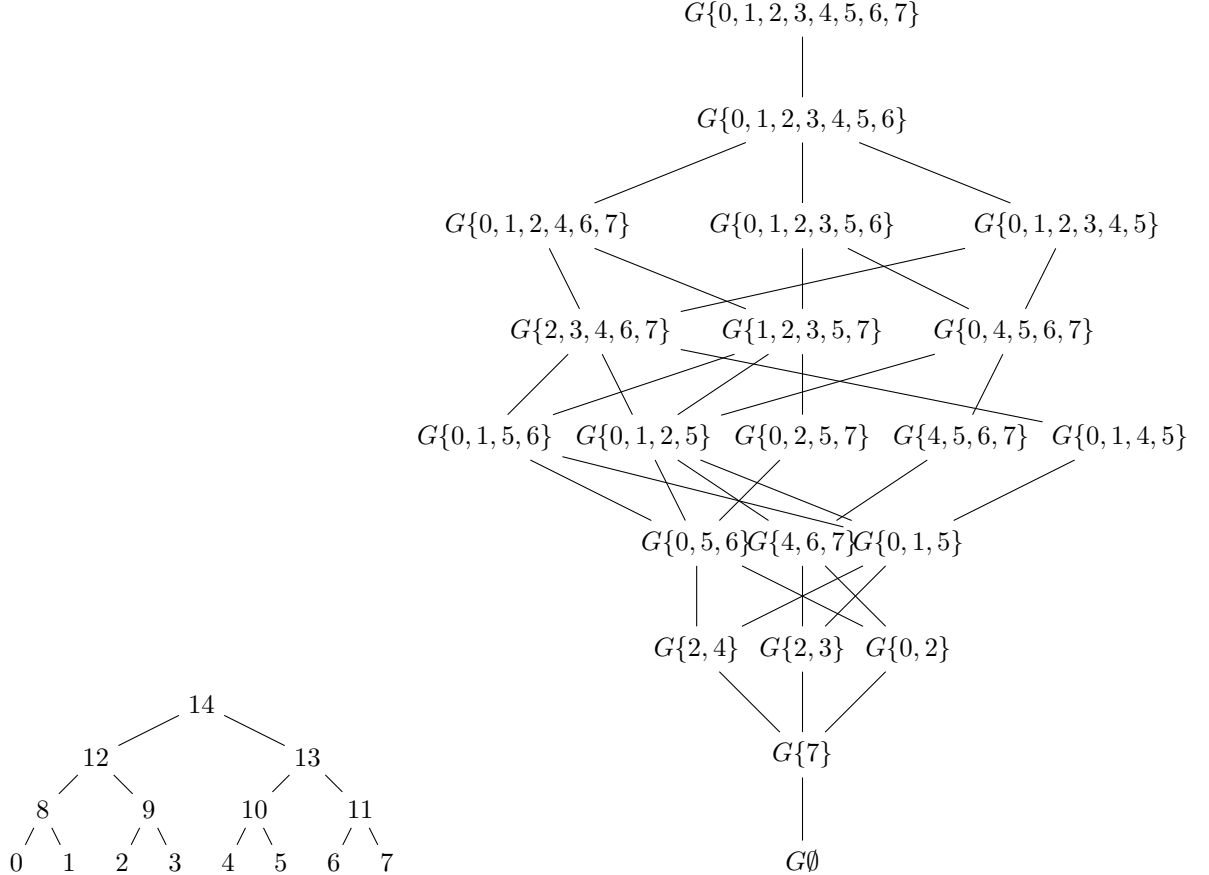 G{0, 1, 2, 3, 4, 5, 6, 7}
G{0, 1, 2, 3, 4, 5, 6}
G{0, 1, 2, 4, 6, 7} G{0, 1, 2, 3, 5, 6} G{0, 1, 2, 3, 4, 5}
G{2, 3, 4, 6, 7} G{1, 2, 3, 5, 7} G{0, 4, 5, 6, 7}
G{0, 1, 5, 6} G{0, 1, 2, 5} G{0, 2, 5, 7} G{4, 5, 6, 7} G{0, 1, 4, 5}
G{0, 5, 6} G{4, 6, 7} G{0, 1, 5}
G{2, 4} G{2, 3} G{0, 2}
G{7}
G∅
14
12 13
8 9 10 11
0 1 2 3 4 5 6 7